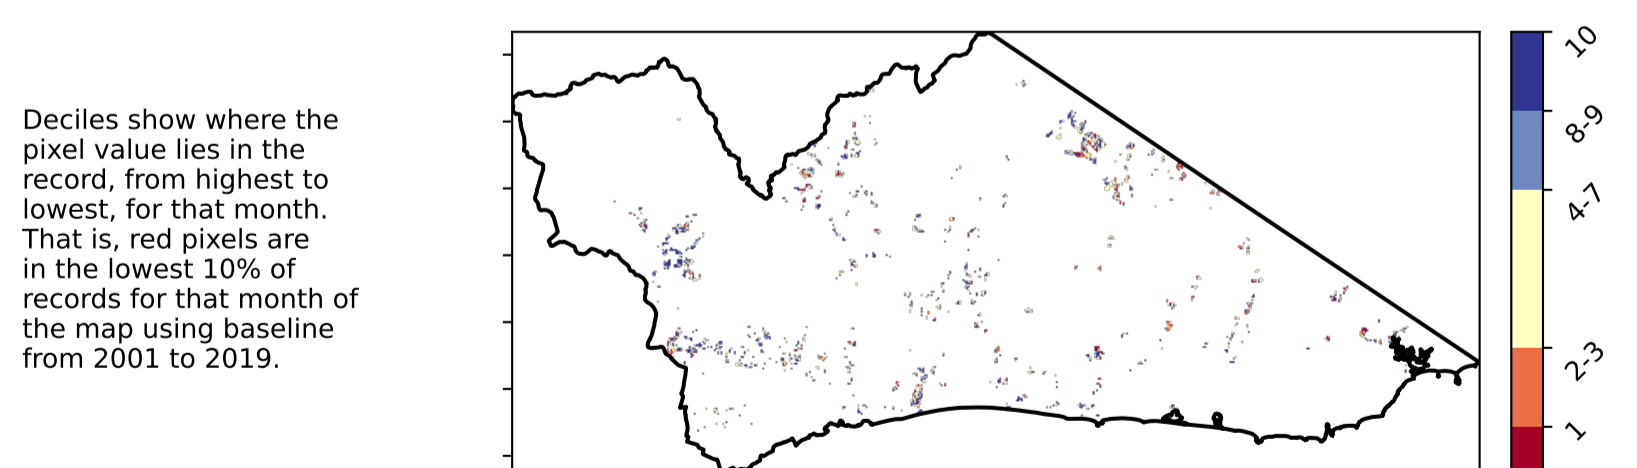 Deciles show where the
pixel value lies in the
record, from highest to
lowest, for that month.
That is, red pixels are
in the lowest 10% of
records for that month of
the map using baseline
from 2001 to 2019.
10
8-9
4-7
2-3
1